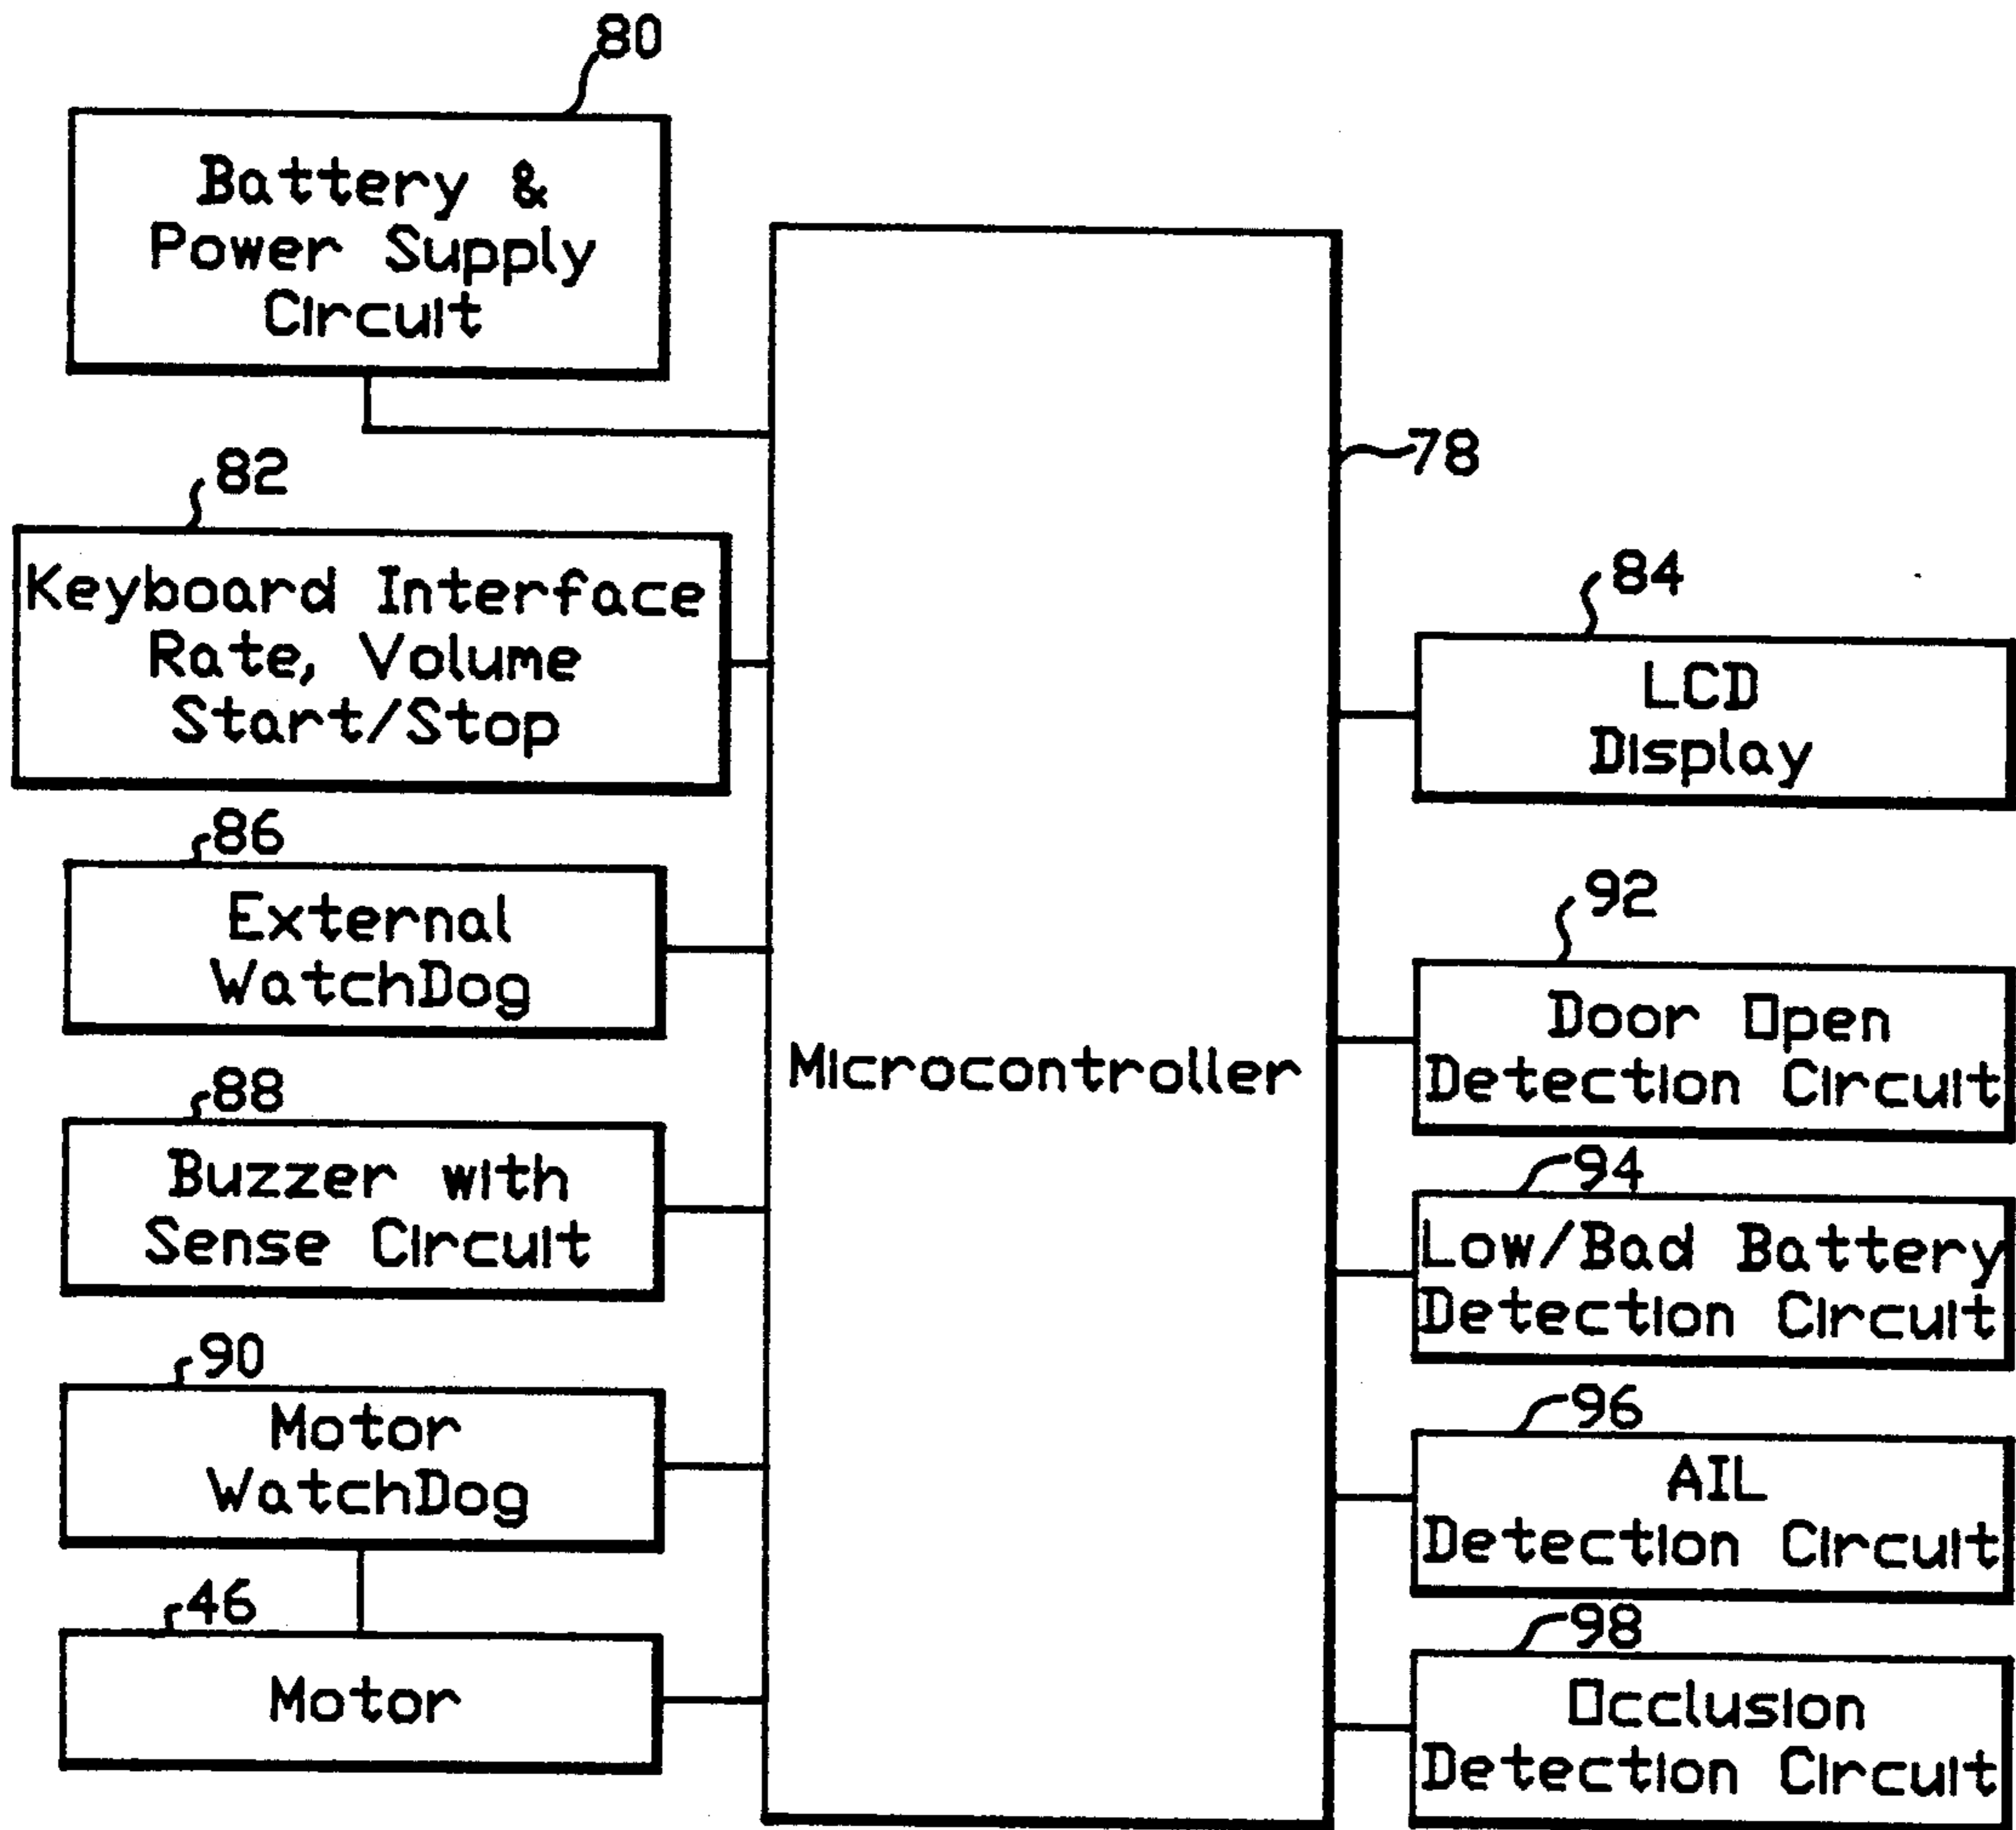 80
Battery &
Power Supply
Circuit
82
Keyboard Interface
Rate, Volume
Start/Stop
86
External
WatchDog
88
Buzzer with
Sense Circuit
90
Motor
WatchDog
46
Motor
Microcontroller
78
84
LCD
Display
92
Door Open
Detection Circuit
94
Low/Bad Battery
Detection Circuit
96
AIL
Detection Circuit
98
Occlusion
Detection Circuit